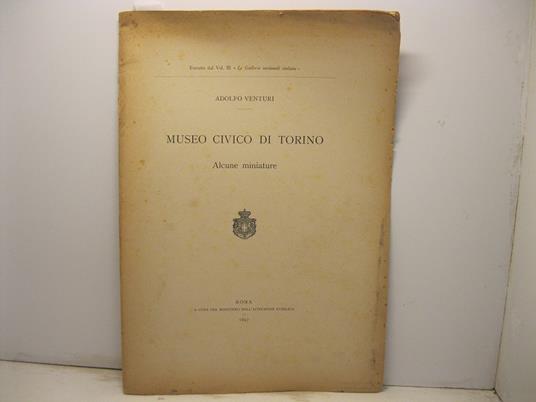 Estratto dal Vol. III « Le Gallerie nazionali italiane »
ADOLFO VENTURI
MUSEO CIVICO DI TORINO
Alcune miniature
ROMA
A CURA DEL MINISTERO DELL'ISTRUZIONE PUBBLICA
1897